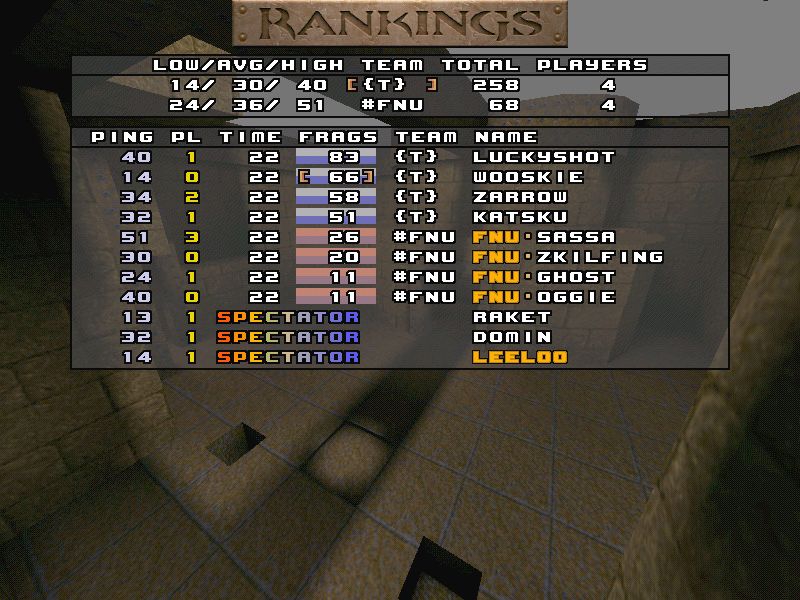 RANKINGS
LOW/AVG/HIGH TEAM TOTAL PLAYERS
14/ 30/ 40 [{T} ] 258 4
24/ 36/ 51 #FNU 68 4
PING PL TIME FRAGS TEAM NAME
40 1 22 83 {T} LUCKYSHOT
14 0 22 [ 66] {T} WOOSKIE
34 2 22 58 {T} ZARROW
32 1 22 51 {T} KATSKU
51 3 22 26 #FNU FNU·SASSA
30 0 22 20 #FNU FNU·ZKILFING
24 1 22 11 #FNU FNU·GHOST
40 0 22 11 #FNU FNU·OGGIE
13 1 SPECTATOR RAKET
32 1 SPECTATOR DOMIN
14 1 SPECTATOR LEELOO